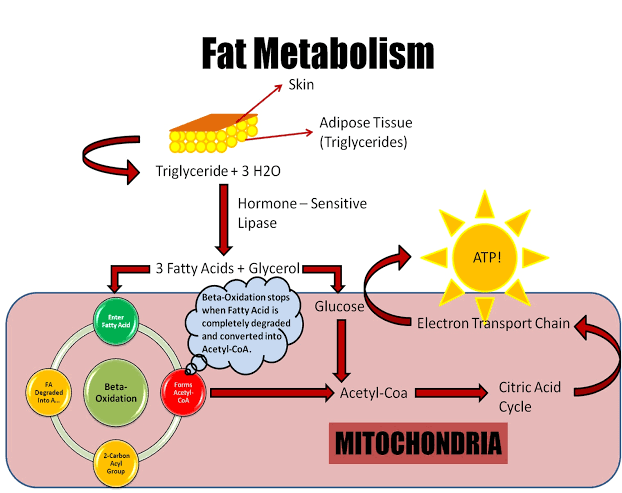 Fat Metabolism
Skin
Adipose Tissue
(Triglycerides)
Triglyceride + 3 H2O
Hormone – Sensitive
Lipase
3 Fatty Acids + Glycerol
ATP!
Beta-Oxidation stops
when Fatty Acid is
completely degraded
and converted into
Acetyl-CoA.
Glucose
Electron Transport Chain
Enter
Fatty Acid
FA
Degraded
Into A...
Beta-
Oxidation
Forms
Acetyl-
CoA
2-Carbon
Acyl
Group
Acetyl-Coa
Citric Acid
Cycle
MITOCHONDRIA